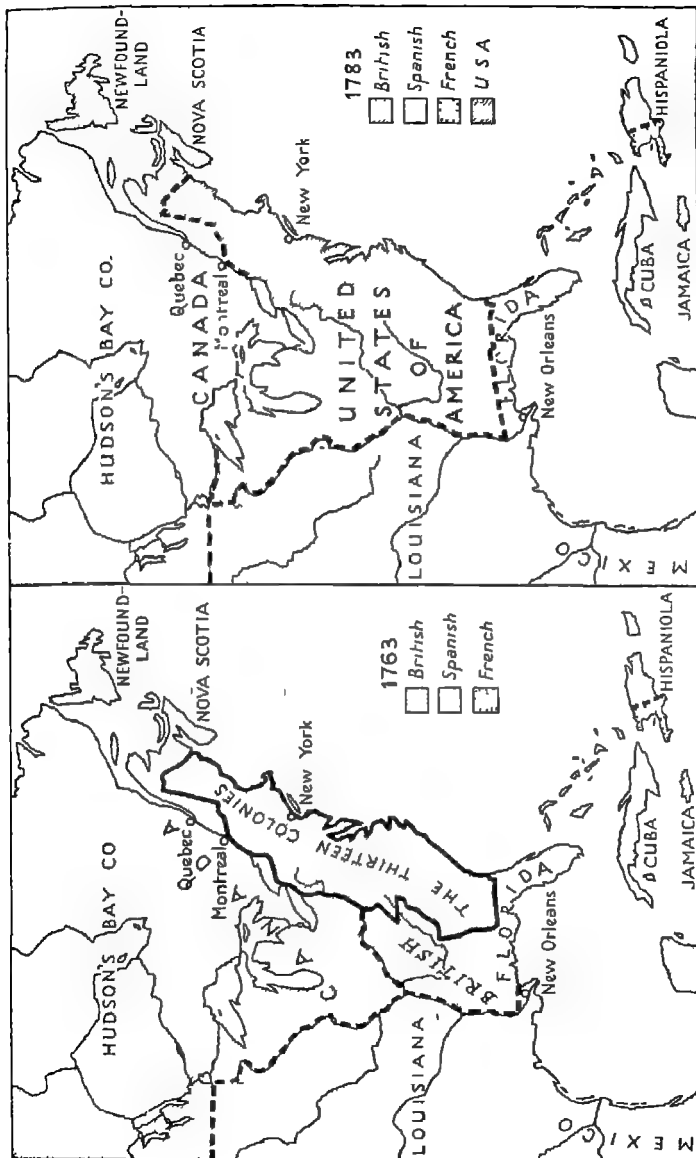 HUDSON'S BAY CO
NEWFOUND-
LAND
NOVA SCOTIA
Quebec
Montreal
CANADA
New York
THE THIRTEEN COLONIES
BRITISH
FLORIDA
LOUISIANA
New Orleans
MEXICO
CUBA
JAMAICA
HISPANIOLA
1763
British
Spanish
French
HUDSON'S BAY CO.
NEWFOUND-
LAND
NOVA SCOTIA
Quebec
Montreal
CANADA
New York
UNITED
STATES
OF
AMERICA
FLORIDA
LOUISIANA
New Orleans
MEXICO
CUBA
JAMAICA
HISPANIOLA
1783
British
Spanish
French
USA